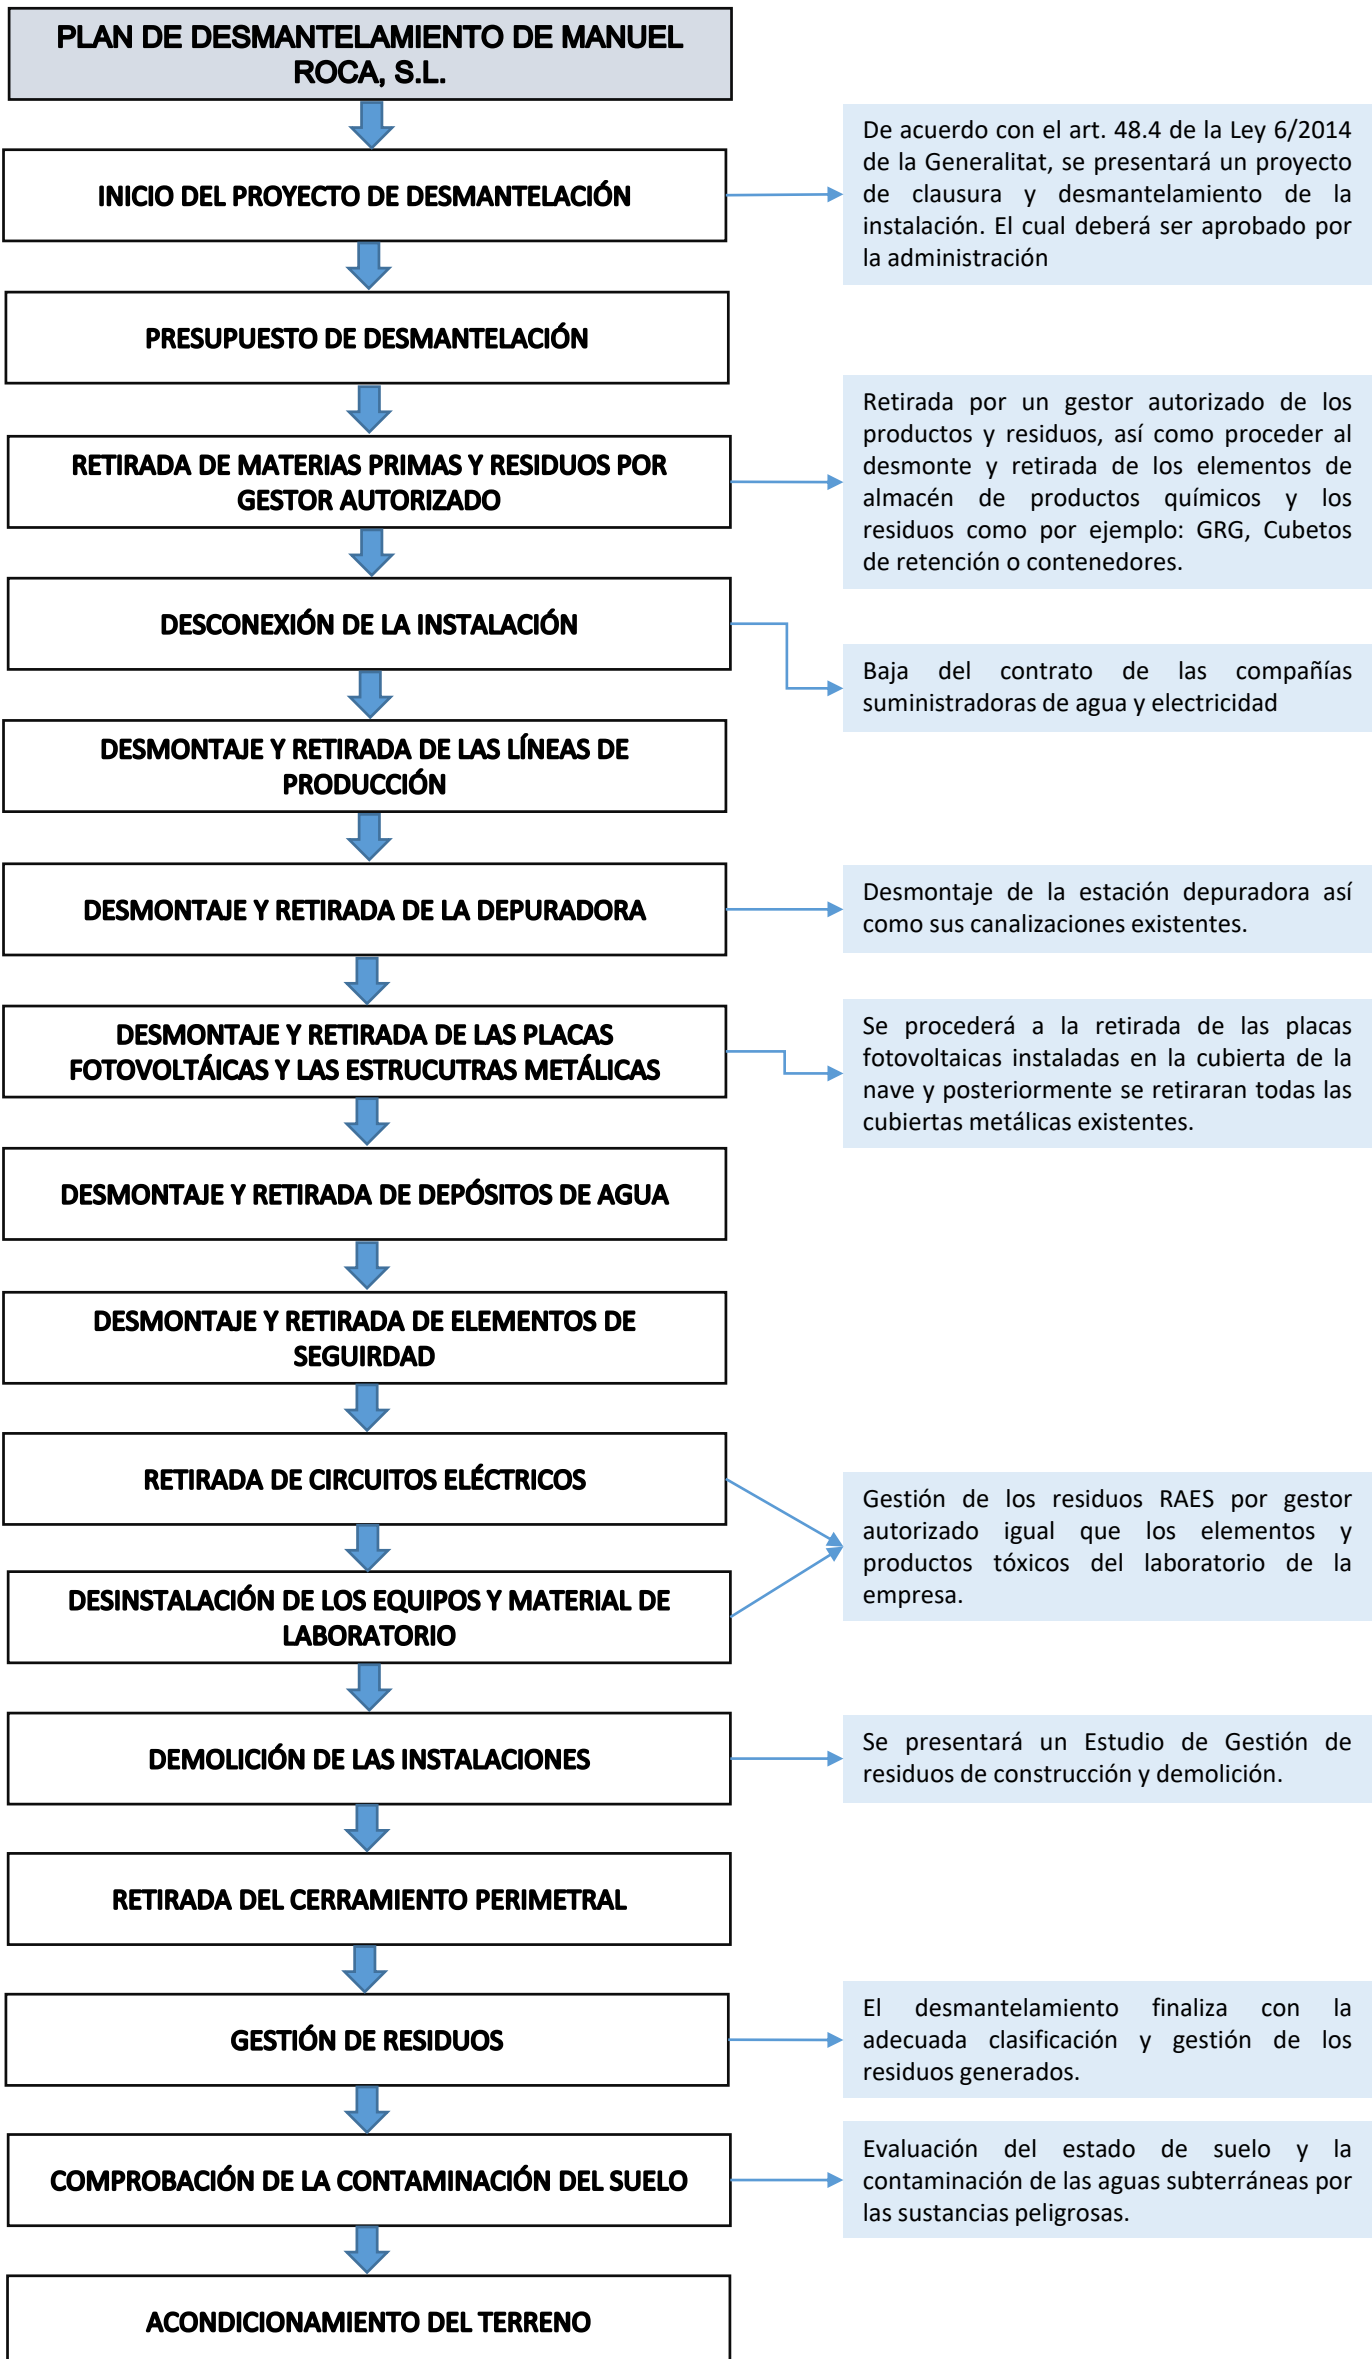 PLAN DE DESMANTELAMIENTO DE MANUEL
ROCA, S.L.
INICIO DEL PROYECTO DE DESMANTELACIÓN
De acuerdo con el art. 48.4 de la Ley 6/2014
de la Generalitat, se presentará un proyecto
de clausura y desmantelamiento de la
instalación. El cual deberá ser aprobado por
la administración
PRESUPUESTO DE DESMANTELACIÓN
RETIRADA DE MATERIAS PRIMAS Y RESIDUOS POR
GESTOR AUTORIZADO
Retirada por un gestor autorizado de los
productos y residuos, así como proceder al
desmonte y retirada de los elementos de
almacén de productos químicos y los
residuos como por ejemplo: GRG, Cubetos
de retención o contenedores.
DESCONEXIÓN DE LA INSTALACIÓN
Baja del contrato de las compañías
suministradoras de agua y electricidad
DESMONTAJE Y RETIRADA DE LAS LÍNEAS DE
PRODUCCIÓN
DESMONTAJE Y RETIRADA DE LA DEPURADORA
Desmontaje de la estación depuradora así
como sus canalizaciones existentes.
DESMONTAJE Y RETIRADA DE LAS PLACAS
FOTOVOLTÁICAS Y LAS ESTRUCUTRAS METÁLICAS
Se procederá a la retirada de las placas
fotovoltaicas instaladas en la cubierta de la
nave y posteriormente se retiraran todas las
cubiertas metálicas existentes.
DESMONTAJE Y RETIRADA DE DEPÓSITOS DE AGUA
DESMONTAJE Y RETIRADA DE ELEMENTOS DE
SEGUIRDAD
RETIRADA DE CIRCUITOS ELÉCTRICOS
DESINSTALACIÓN DE LOS EQUIPOS Y MATERIAL DE
LABORATORIO
Gestión de los residuos RAES por gestor
autorizado igual que los elementos y
productos tóxicos del laboratorio de la
empresa.
DEMOLICIÓN DE LAS INSTALACIONES
Se presentará un Estudio de Gestión de
residuos de construcción y demolición.
RETIRADA DEL CERRAMIENTO PERIMETRAL
GESTIÓN DE RESIDUOS
El desmantelamiento finaliza con la
adecuada clasificación y gestión de los
residuos generados.
COMPROBACIÓN DE LA CONTAMINACIÓN DEL SUELO
Evaluación del estado de suelo y la
contaminación de las aguas subterráneas por
las sustancias peligrosas.
ACONDICIONAMIENTO DEL TERRENO